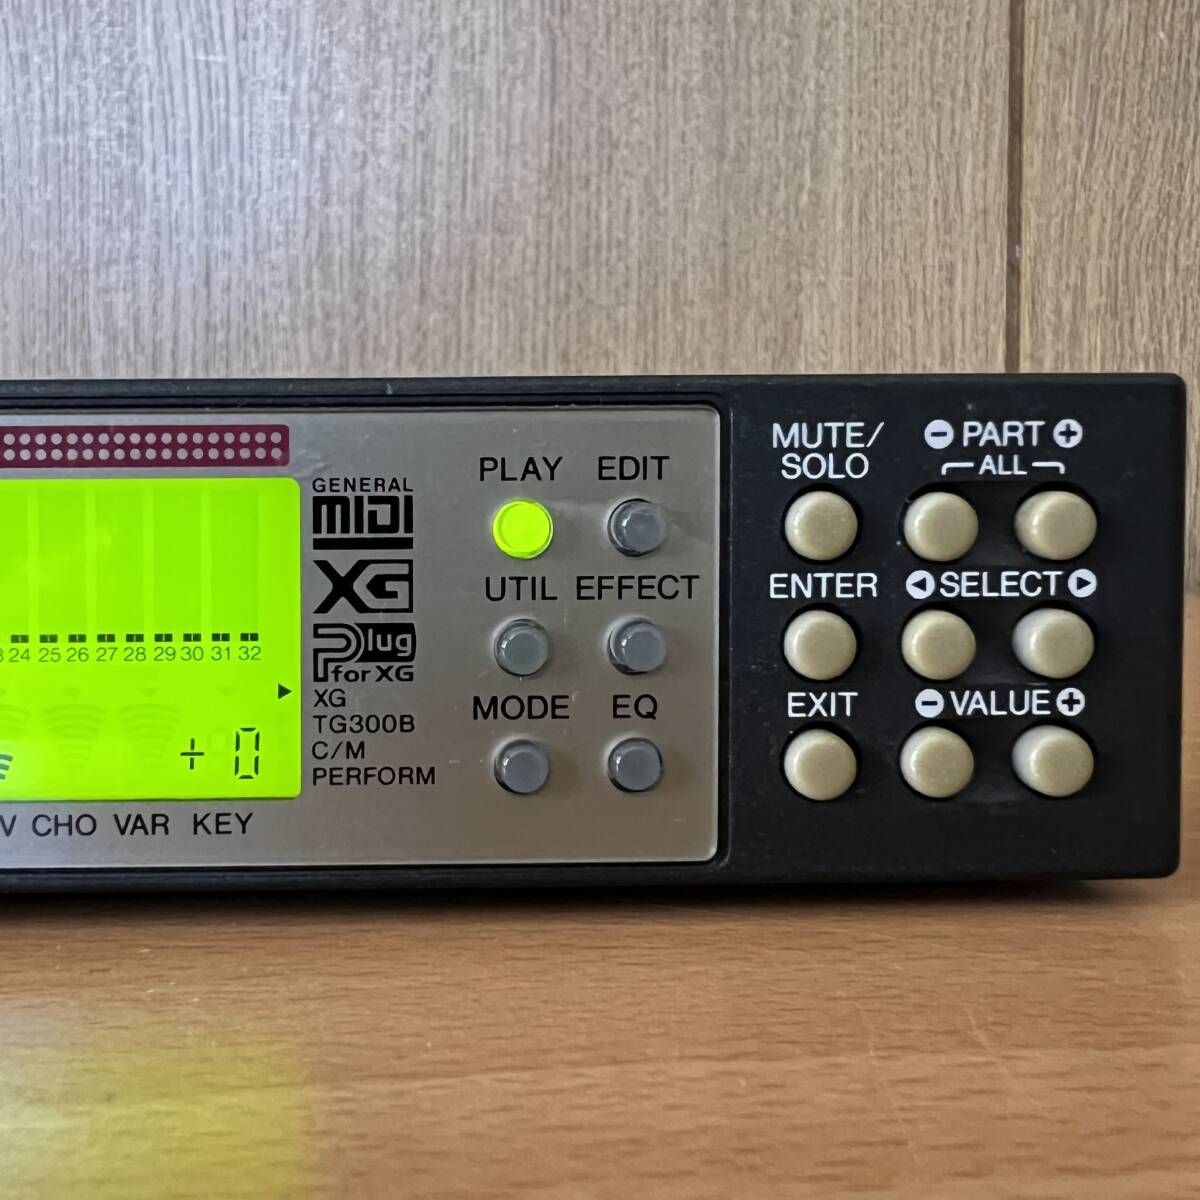 GENERAL
MIDI
XG
Plug
for XG
XG
TG300B
C/M
PERFORM
24 25 26 27 28 29 30 31 32
+ 0
V CHO VAR KEY
PLAY EDIT
UTIL EFFECT
MODE EQ
MUTE/
SOLO
- PART +
ALL
ENTER
◀ SELECT ▶
EXIT
- VALUE +